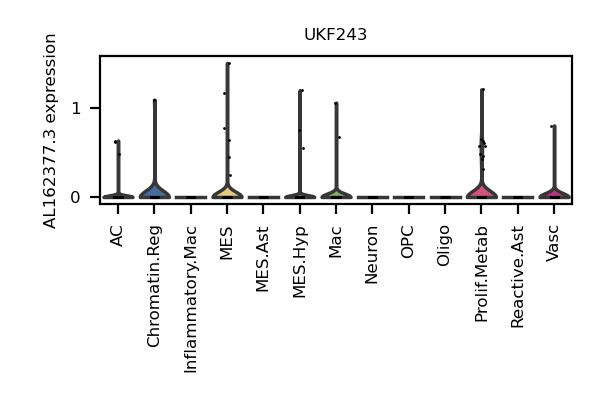 UKF243
AL162377.3 expression
1
0
AC
Chromatin.Reg
Inflammatory.Mac
MES
MES.Ast
MES.Hyp
Mac
Neuron
OPC
Oligo
Prolif.Metab
Reactive.Ast
Vasc